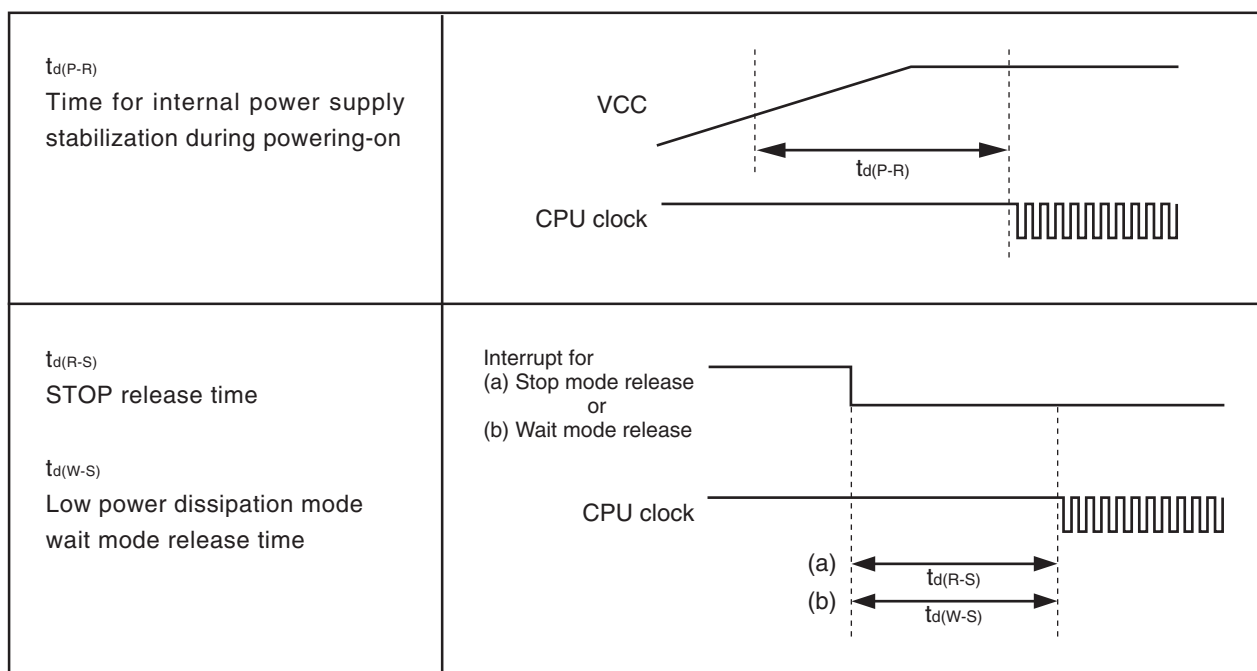 td(P-R)
Time for internal power supply
stabilization during powering-on
VCC
td(P-R)
CPU clock
td(R-S)
STOP release time
td(W-S)
Low power dissipation mode
wait mode release time
Interrupt for
(a) Stop mode release
or
(b) Wait mode release
CPU clock
(a)
td(R-S)
(b)
td(W-S)